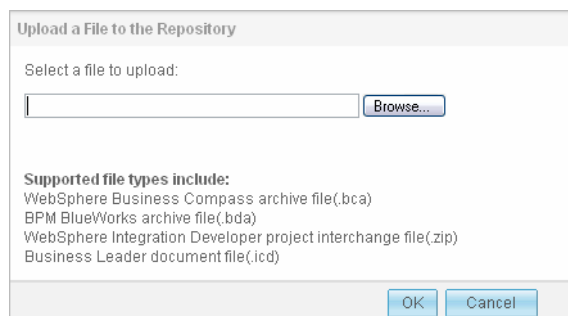 Upload a File to the Repository
Select a file to upload:
Browse...
Supported file types include:
WebSphere Business Compass archive file(.bca)
BPM BlueWorks archive file(.bda)
WebSphere Integration Developer project interchange file(.zip)
Business Leader document file(.icd)
OK Cancel